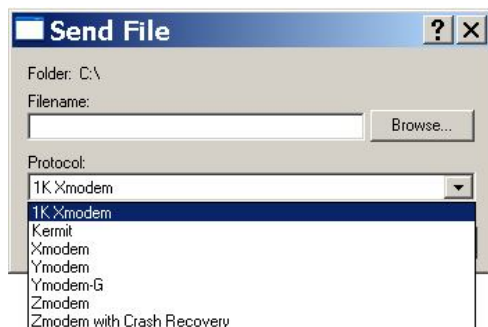 Send File
Folder: C:\
Filename:
Browse...
Protocol:
1K Xmodem
1K Xmodem
Kermit
Xmodem
Ymodem
Ymodem-G
Zmodem
Zmodem with Crash Recovery